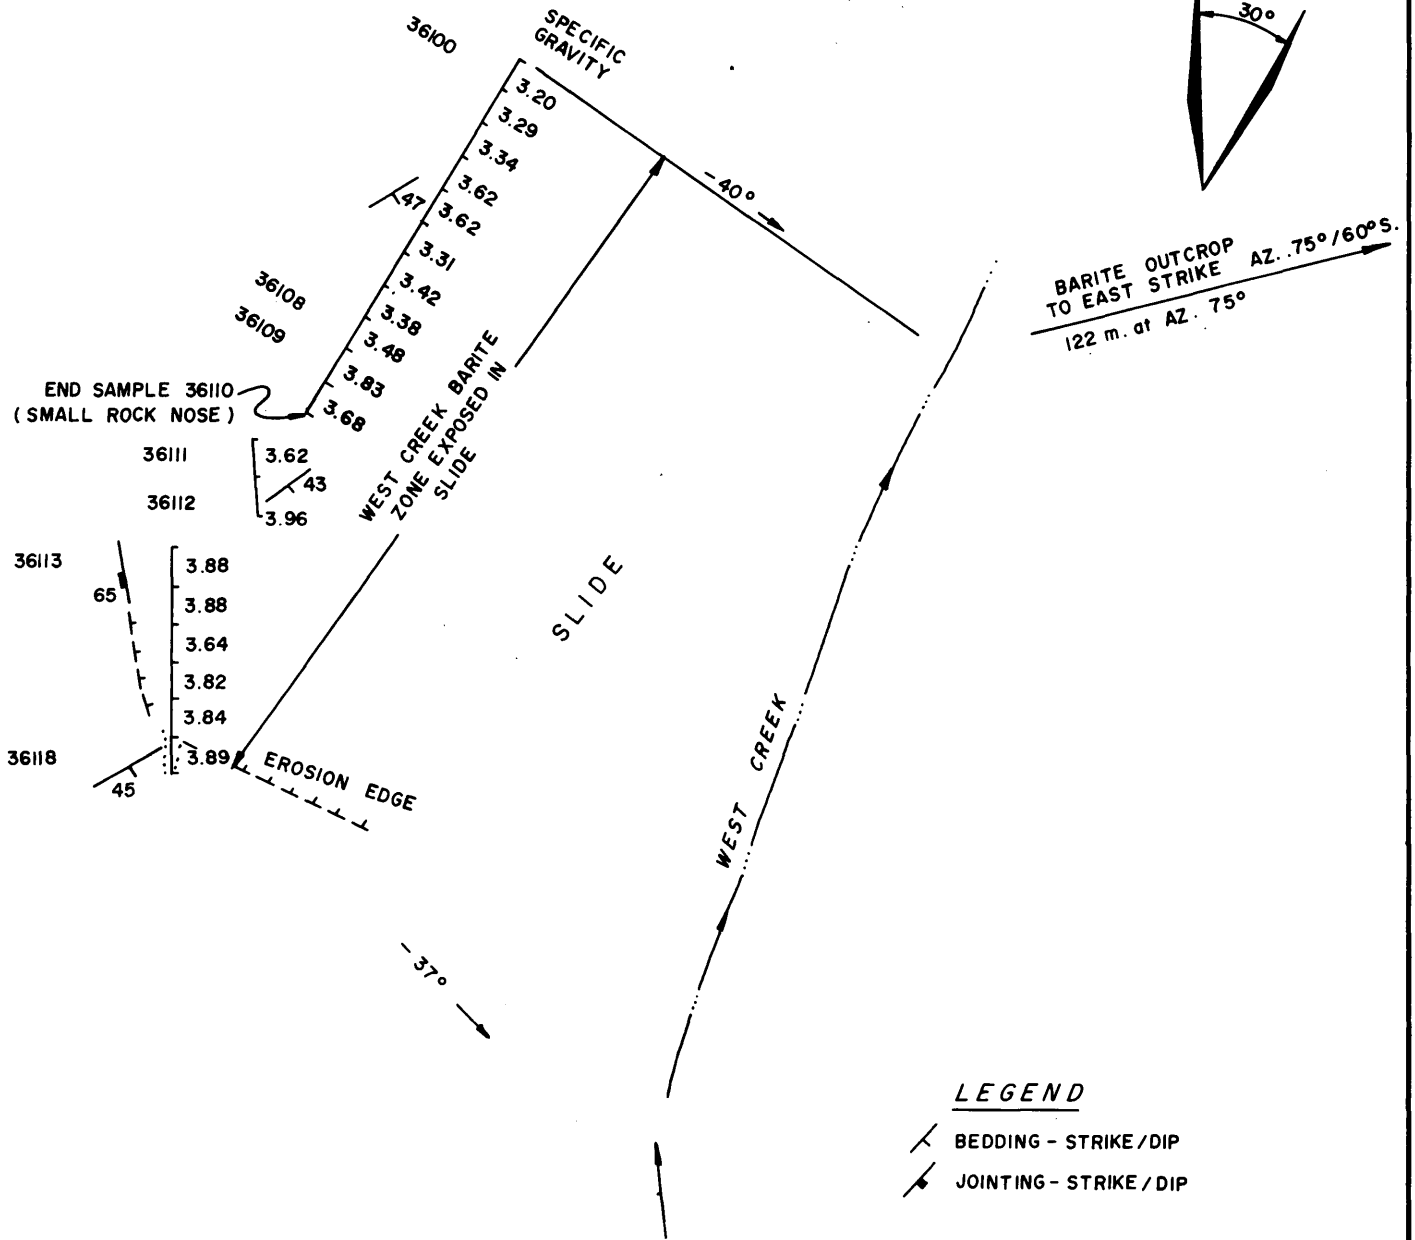 36100
SPECIFIC
GRAVITY
30°
3.20
3.29
3.34
3.62
47
3.62
3.31
3.42
3.38
3.48
3.83
3.68
-40°
BARITE OUTCROP
TO EAST STRIKE AZ..75°/60°S.
122 m. at AZ. 75°
36108
36109
END SAMPLE 36110
(SMALL ROCK NOSE)
WEST CREEK BARITE
ZONE EXPOSED IN
SLIDE
36111
3.62
43
36112
3.96
36113
65
3.88
3.88
3.64
3.82
3.84
3.89
36118
45
EROSION EDGE
SLIDE
WEST CREEK
-37°
LEGEND
BEDDING - STRIKE/DIP
JOINTING - STRIKE/DIP